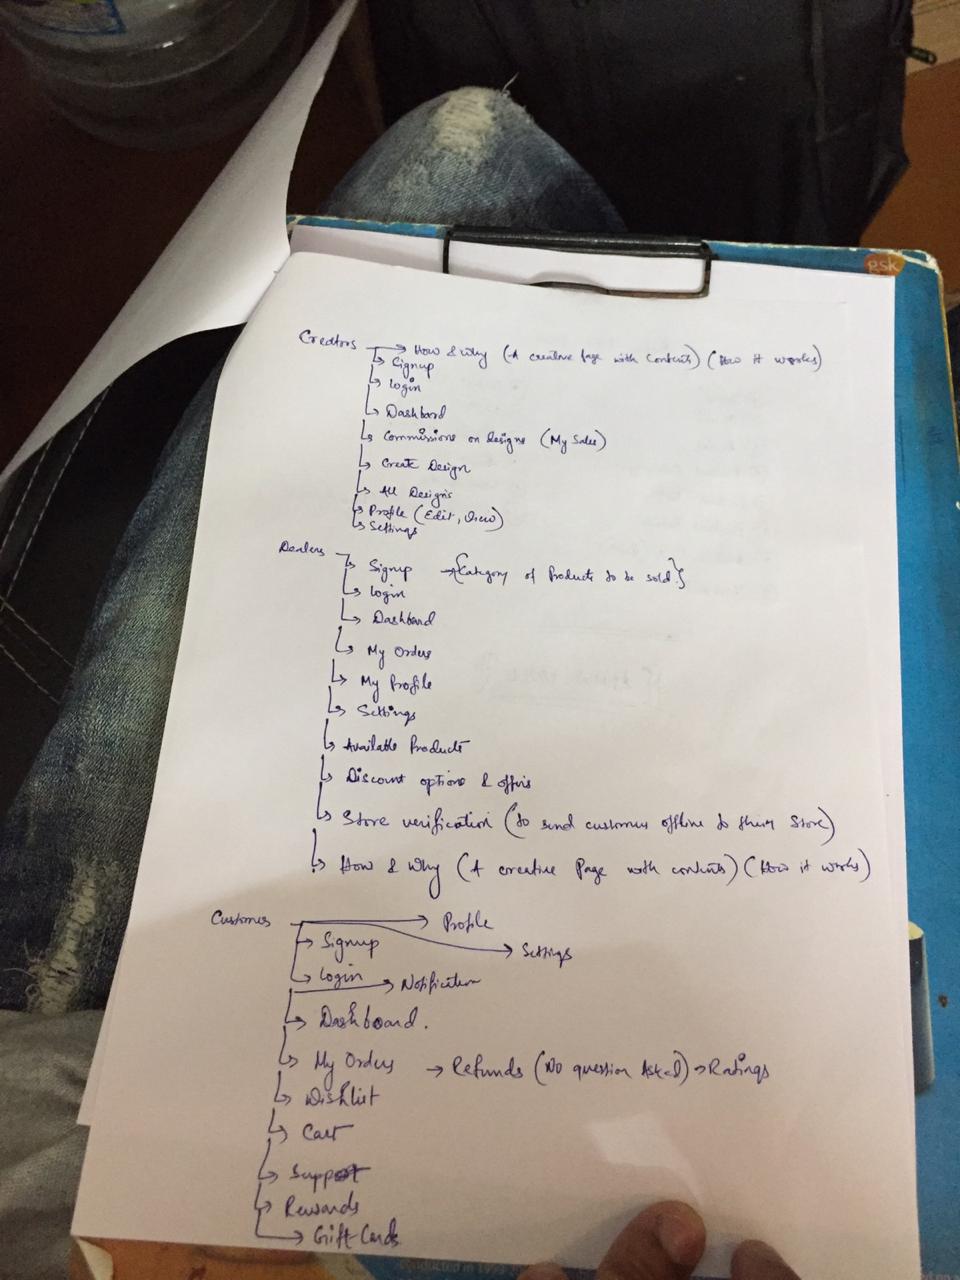 Creators → How & Why (A creative Page with contents) (How it works)
Signup
Login
Dashboard
Commissions on designs (My Sales)
Create Design
All Designs
Profile (Edit, View)
Settings
Dealers
Signup → {Category of Products to be sold}
Login
Dashboard
My Orders
My Profile
Settings
Available Products
Discount options & offers
Store verification (To send customer offline to their Store)
How & Why (A creative Page with contents) (How it works)
Customer → Profile
Signup → Settings
Login → Notification
Dashboard.
My Orders → Refunds (No question Asked) → Ratings
Wishlist
Cart
Support
Rewards
Gift Cards
gsk